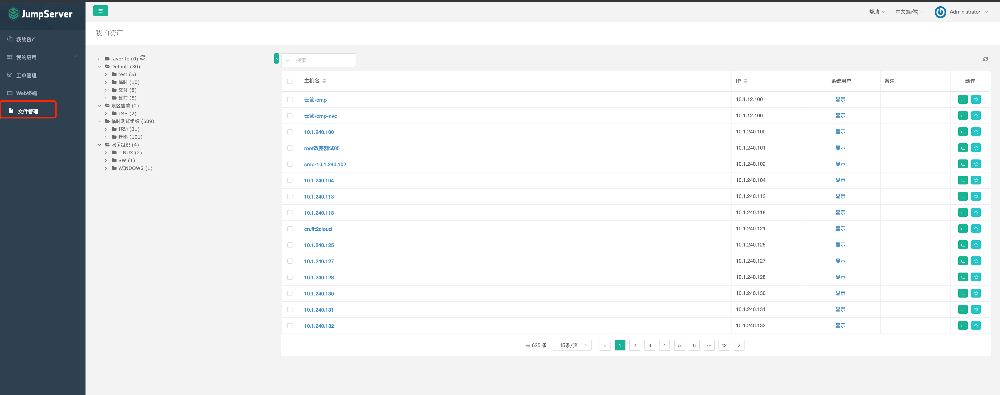 JumpServer
帮助
中文(简体)
Administrator
我的资产
我的应用
工单管理
Web终端
文件管理
我的资产
favorite (0)
Default (30)
test (5)
临时 (10)
交付 (8)
售前 (5)
东区售前 (2)
JMS (2)
临时测试组织 (589)
移动 (31)
迁移 (101)
演示组织 (4)
LINUX (2)
SW (1)
WINDOWS (1)
搜索
主机名 IP 系统用户 备注 动作
云管-cmp 10.1.12.100 显示
云管-cmp-nvc 10.1.12.100 显示
10.1.240.100 10.1.240.100 显示
root改密测试05 10.1.240.101 显示
cmp-10.1.240.102 10.1.240.102 显示
10.1.240.104 10.1.240.104 显示
10.1.240.113 10.1.240.113 显示
10.1.240.118 10.1.240.118 显示
cn.fit2cloud 10.1.240.121 显示
10.1.240.125 10.1.240.125 显示
10.1.240.127 10.1.240.127 显示
10.1.240.128 10.1.240.128 显示
10.1.240.130 10.1.240.130 显示
10.1.240.131 10.1.240.131 显示
10.1.240.132 10.1.240.132 显示
共 625 条 15条/页 1 2 3 4 5 6 ... 42